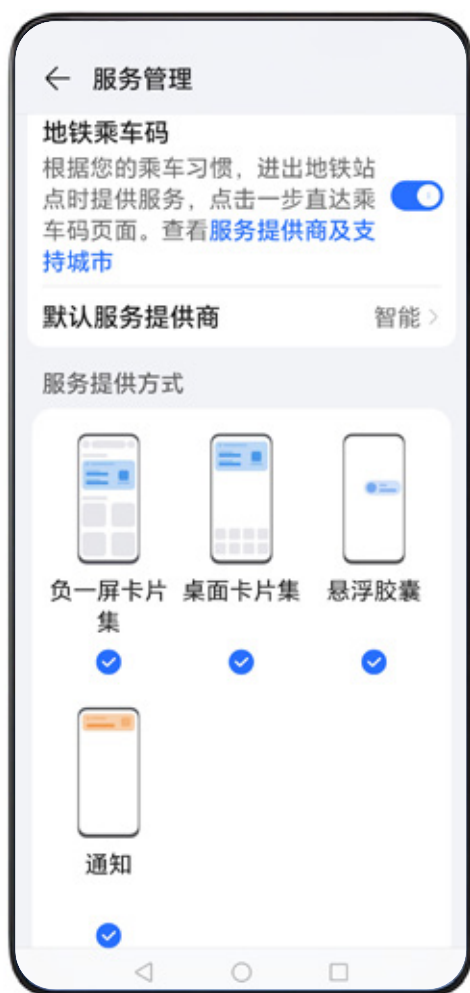 服务管理
地铁乘车码
根据您的乘车习惯，进出地铁站
点时提供服务，点击一步直达乘
车码页面。查看服务提供商及支
持城市
默认服务提供商 智能
服务提供方式
负一屏卡片集 桌面卡片集 悬浮胶囊
通知